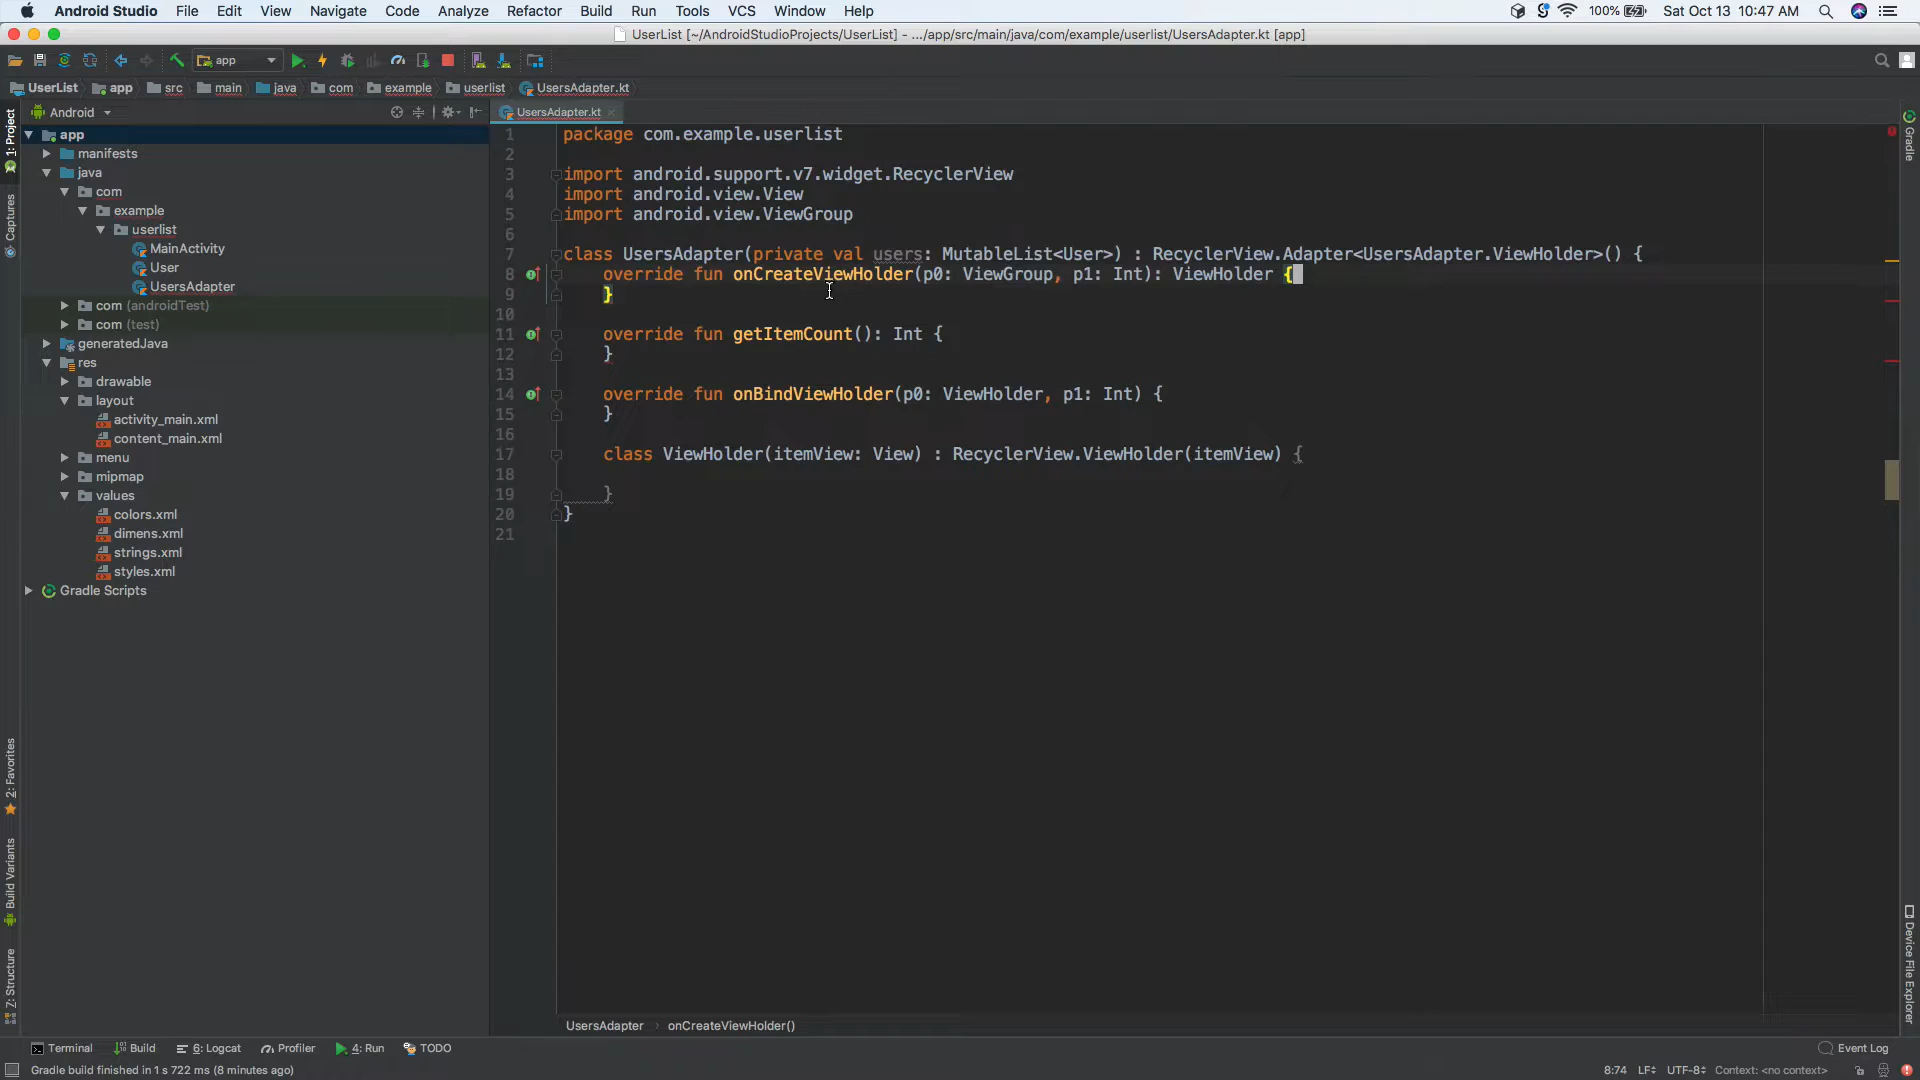 Android Studio File Edit View Navigate Code Analyze Refactor Build Run Tools VCS Window Help 100% Sat Oct 13 10:47 AM
UserList [~/AndroidStudioProjects/UserList] - .../app/src/main/java/com/example/userlist/UsersAdapter.kt [app]
app
UserList app src main java com example userlist UsersAdapter.kt
Android
UsersAdapter.kt
1: Project
Captures
2: Favorites
Build Variants
7: Structure
app
manifests
java
com
example
userlist
MainActivity
User
UsersAdapter
com (androidTest)
com (test)
generatedJava
res
drawable
layout
activity_main.xml
content_main.xml
menu
mipmap
values
colors.xml
dimens.xml
strings.xml
styles.xml
Gradle Scripts
1 package com.example.userlist
2
3 import android.support.v7.widget.RecyclerView
4 import android.view.View
5 import android.view.ViewGroup
6
7 class UsersAdapter(private val users: MutableList<User>) : RecyclerView.Adapter<UsersAdapter.ViewHolder>() {
8 override fun onCreateViewHolder(p0: ViewGroup, p1: Int): ViewHolder {
9 }
10
11 override fun getItemCount(): Int {
12 }
13
14 override fun onBindViewHolder(p0: ViewHolder, p1: Int) {
15 }
16
17 class ViewHolder(itemView: View) : RecyclerView.ViewHolder(itemView) {
18
19 }
20 }
21
Gradle
Device File Explorer
UsersAdapter › onCreateViewHolder()
Terminal Build 6: Logcat Profiler 4: Run TODO Event Log
Gradle build finished in 1 s 722 ms (8 minutes ago) 8:74 LF÷ UTF-8÷ Context: <no context>